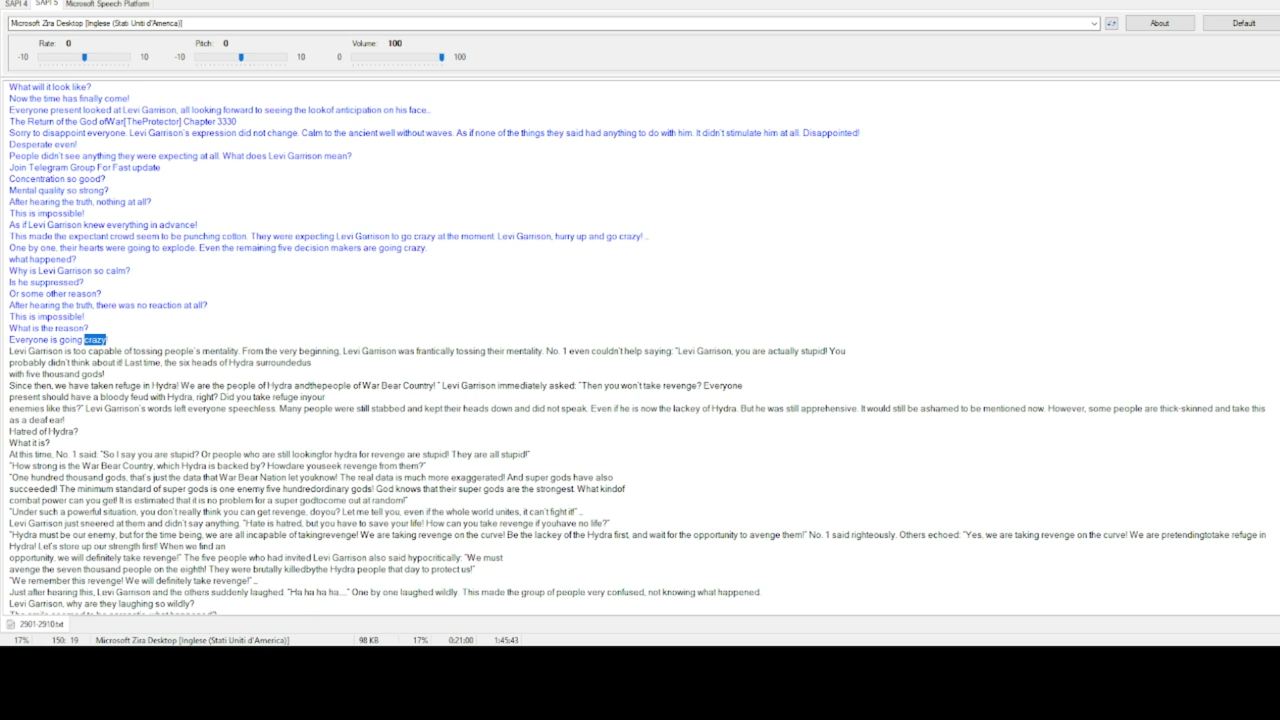 SAPI 4 SAPI 5 Microsoft Speech Platform
Microsoft Zira Desktop [Inglese (Stati Uniti d'America)]
About
Default
Rate: 0 Pitch: 0 Volume: 100
-10 10 -10 10 0 100
What will it look like?
Now the time has finally come!
Everyone present looked at Levi Garrison, all looking forward to seeing the lookof anticipation on his face..
The Return of the God ofWar[TheProtector] Chapter 3330
Sorry to disappoint everyone. Levi Garrison's expression did not change. Calm to the ancient well without waves. As if none of the things they said had anything to do with him. It didn't stimulate him at all. Disappointed!
Desperate even!
People didn't see anything they were expecting at all. What does Levi Garrison mean?
Join Telegram Group For Fast update
Concentration so good?
Mental quality so strong?
After hearing the truth, nothing at all?
This is impossible!
As if Levi Garrison knew everything in advance!
This made the expectant crowd seem to be punching cotton. They were expecting Levi Garrison to go crazy at the moment. Levi Garrison, hurry up and go crazy! ..
One by one, their hearts were going to explode. Even the remaining five decision makers are going crazy.
what happened?
Why is Levi Garrison so calm?
Is he suppressed?
Or some other reason?
After hearing the truth, there was no reaction at all?
This is impossible!
What is the reason?
Everyone is going crazy
Levi Garrison is too capable of tossing people's mentality. From the very beginning, Levi Garrison was frantically tossing their mentality. No. 1 even couldn't help saying: "Levi Garrison, you are actually stupid! You
probably didn't think about it! Last time, the six heads of Hydra surroundedus
with five thousand gods!
Since then, we have taken refuge in Hydra! We are the people of Hydra andthepeople of War Bear Country! " Levi Garrison immediately asked: "Then you won't take revenge? Everyone
present should have a bloody feud with Hydra, right? Did you take refuge inyour
enemies like this?" Levi Garrison's words left everyone speechless. Many people were still stabbed and kept their heads down and did not speak. Even if he is now the lackey of Hydra. But he was still apprehensive. It would still be ashamed to be mentioned now. However, some people are thick-skinned and take this
as a deaf ear!
Hatred of Hydra?
What it is?
At this time, No. 1 said: "So I say you are stupid? Or people who are still lookingfor hydra for revenge are stupid! They are all stupid!"
"How strong is the War Bear Country, which Hydra is backed by? Howdare youseek revenge from them?"
"One hundred thousand gods, that's just the data that War Bear Nation let youknow! The real data is much more exaggerated! And super gods have also
succeeded! The minimum standard of super gods is one enemy five hundredordinary gods! God knows that their super gods are the strongest. What kindof
combat power can you get! It is estimated that it is no problem for a super godtocome out at random!"
"Under such a powerful situation, you don't really think you can get revenge, doyou? Let me tell you, even if the whole world unites, it can't fight it!" ..
Levi Garrison just sneered at them and didn't say anything. "Hate is hatred, but you have to save your life! How can you take revenge if youhave no life?"
"Hydra must be our enemy, but for the time being, we are all incapable of takingrevenge! We are taking revenge on the curve! Be the lackey of the Hydra first, and wait for the opportunity to avenge them!" No. 1 said righteously. Others echoed: "Yes, we are taking revenge on the curve! We are pretendingtotake refuge in
Hydra! Let's store up our strength first! When we find an
opportunity, we will definitely take revenge!" The five people who had invited Levi Garrison also said hypocritically: "We must
avenge the seven thousand people on the eighth! They were brutally killedbythe Hydra people that day to protect us!"
"We remember this revenge! We will definitely take revenge!" ..
Just after hearing this, Levi Garrison and the others suddenly laughed. "Ha ha ha ha...." One by one laughed wildly. This made the group of people very confused, not knowing what happened.
Levi Garrison, why are they laughing so wildly?
2901-2910.txt
17% 150: 19 Microsoft Zira Desktop [Inglese (Stati Uniti d'America)] 98 KB 17% 0:21:00 1:45:43